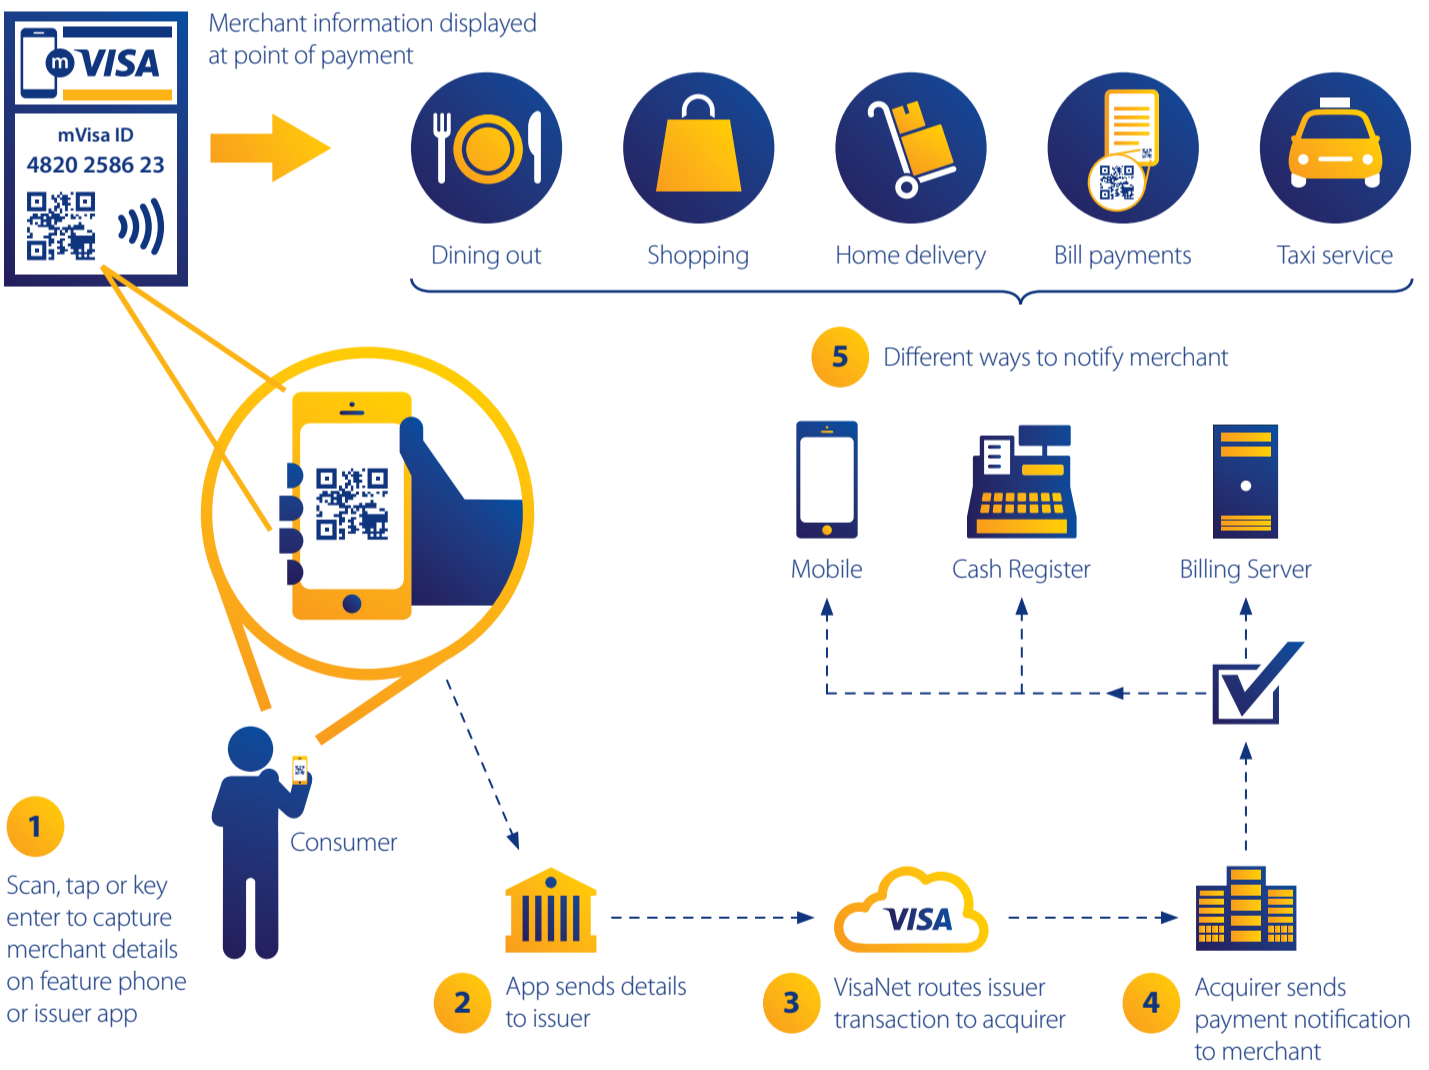 Merchant information displayed
at point of payment
m VISA
mVisa ID
4820 2586 23
Dining out
Shopping
Home delivery
Bill payments
Taxi service
5
Different ways to notify merchant
Mobile
Cash Register
Billing Server
Consumer
1
Scan, tap or key
enter to capture
merchant details
on feature phone
or issuer app
2
App sends details
to issuer
VISA
3
VisaNet routes issuer
transaction to acquirer
4
Acquirer sends
payment notification
to merchant